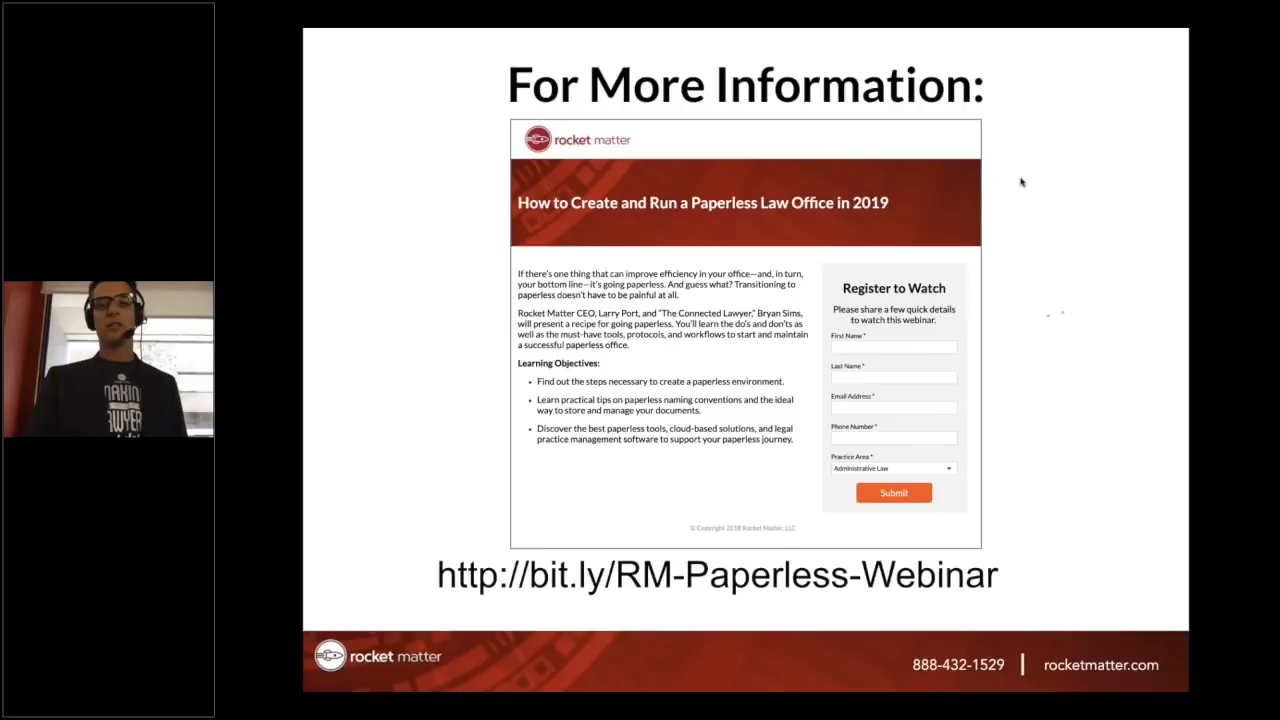 For More Information:
rocket matter
How to Create and Run a Paperless Law Office in 2019
If there's one thing that can improve efficiency in your office—and, in turn,
your bottom line—it's going paperless. And guess what? Transitioning to
paperless doesn't have to be painful at all.
Rocket Matter CEO, Larry Port, and "The Connected Lawyer," Bryan Sims,
will present a recipe for going paperless. You'll learn the do's and don'ts as
well as the must-have tools, protocols, and workflows to start and maintain
a successful paperless office.
Learning Objectives:
• Find out the steps necessary to create a paperless environment.
• Learn practical tips on paperless naming conventions and the ideal
way to store and manage your documents.
• Discover the best paperless tools, cloud-based solutions, and legal
practice management software to support your paperless journey.
Register to Watch
Please share a few quick details
to watch this webinar.
First Name *
Last Name *
Email Address *
Phone Number *
Practice Area *
Administrative Law
Submit
© Copyright 2018 Rocket Matter, LLC
http://bit.ly/RM-Paperless-Webinar
rocket matter
888-432-1529 | rocketmatter.com
MAKING